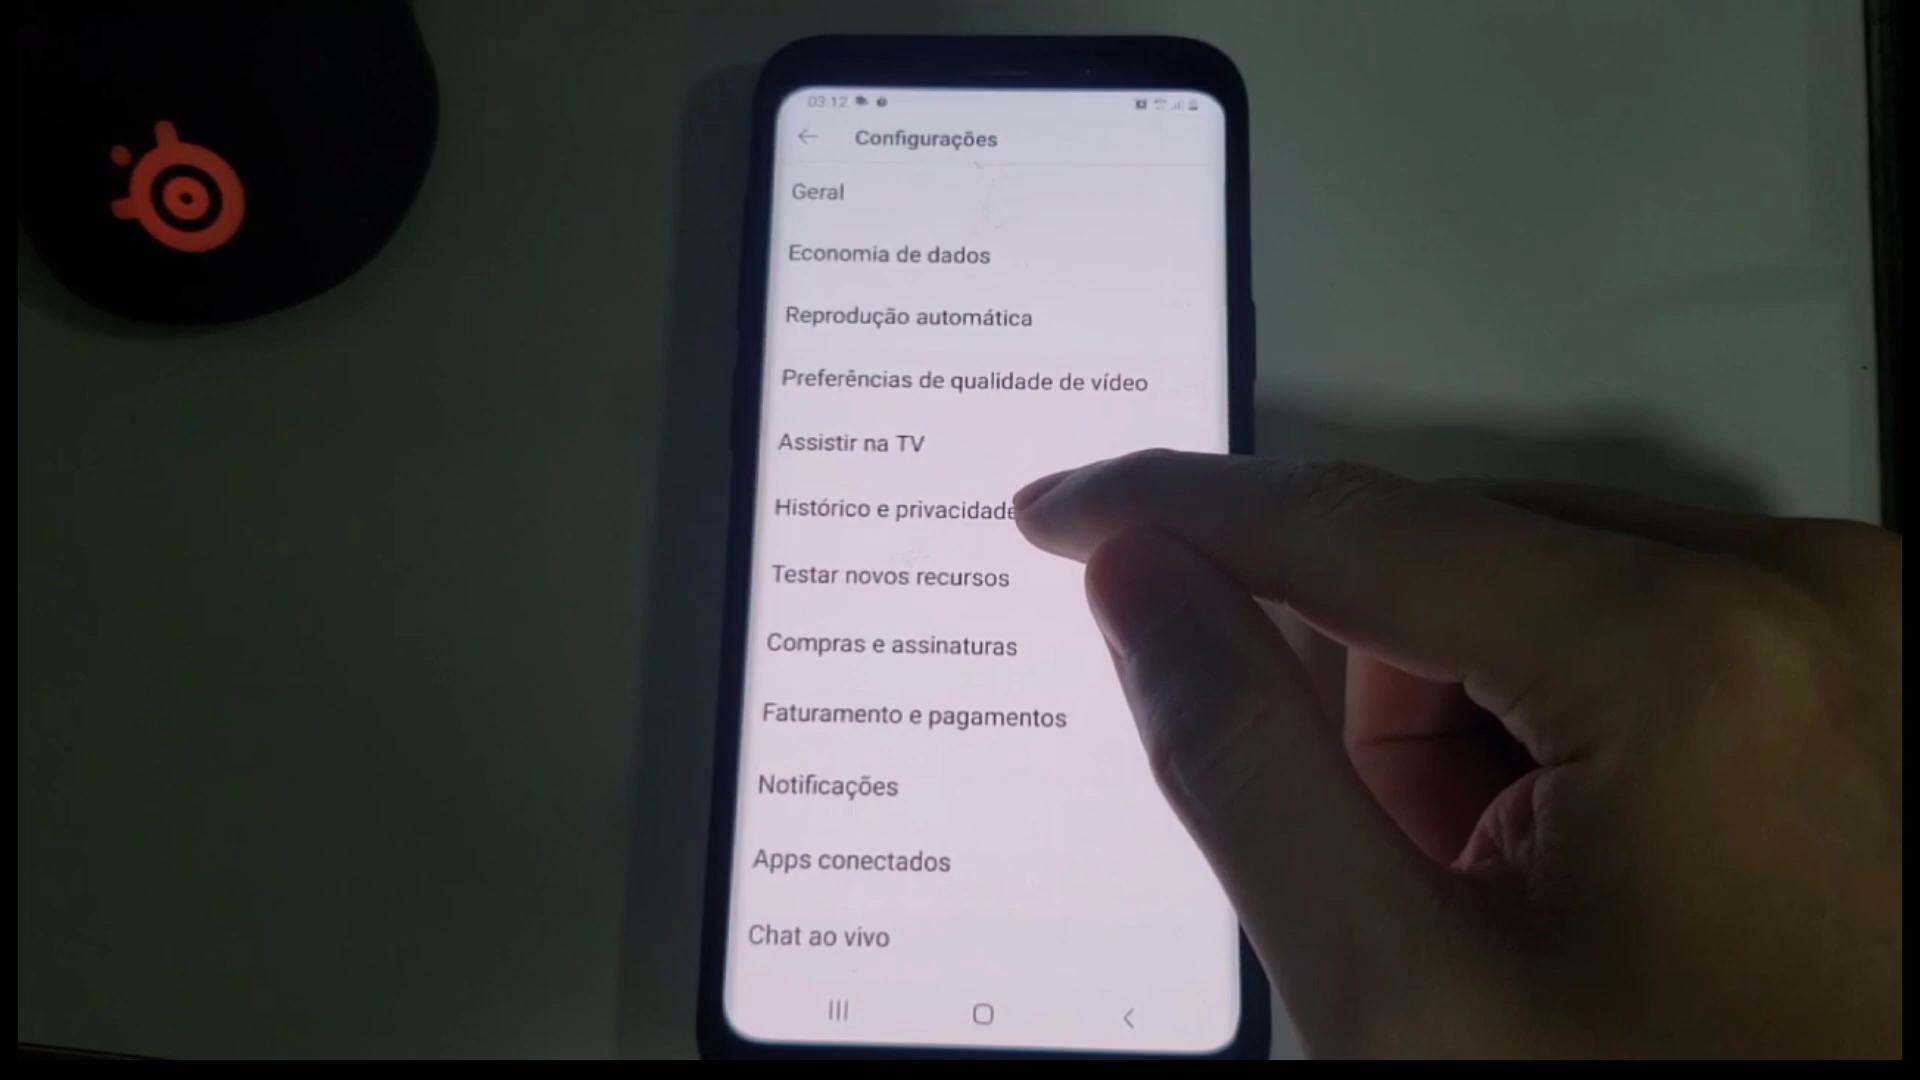 03:12
Configurações
Geral
Economia de dados
Reprodução automática
Preferências de qualidade de vídeo
Assistir na TV
Histórico e privacidade
Testar novos recursos
Compras e assinaturas
Faturamento e pagamentos
Notificações
Apps conectados
Chat ao vivo